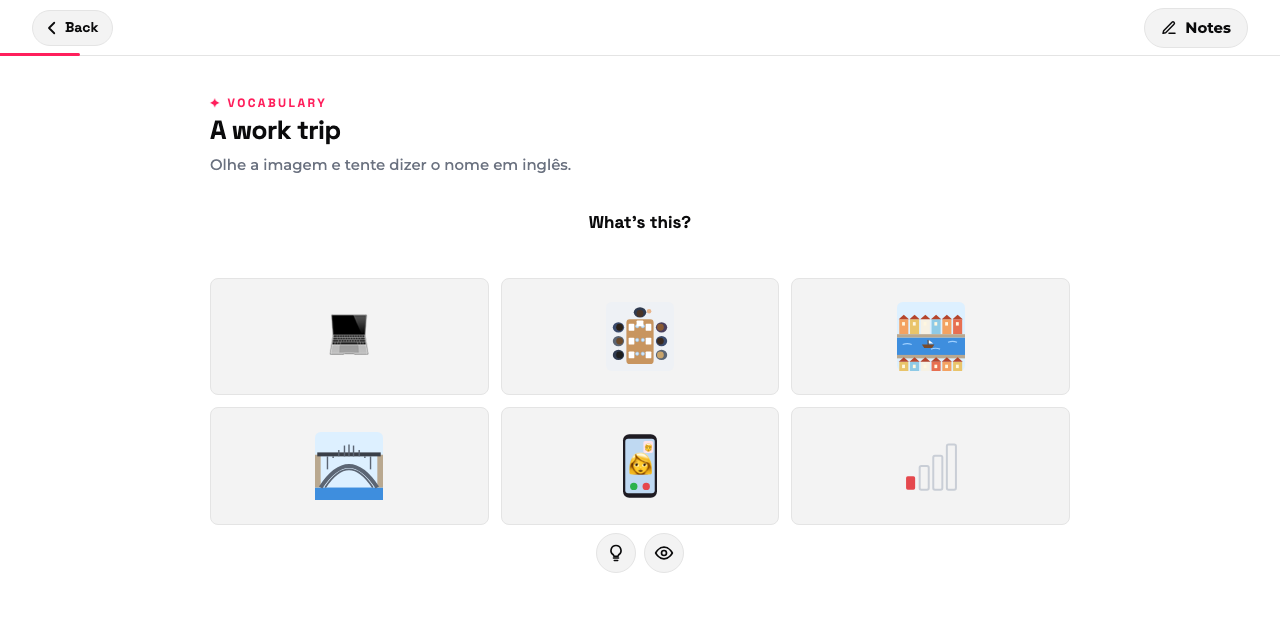 Back
Notes
VOCABULARY
A work trip
Olhe a imagem e tente dizer o nome em inglês.
What's this?